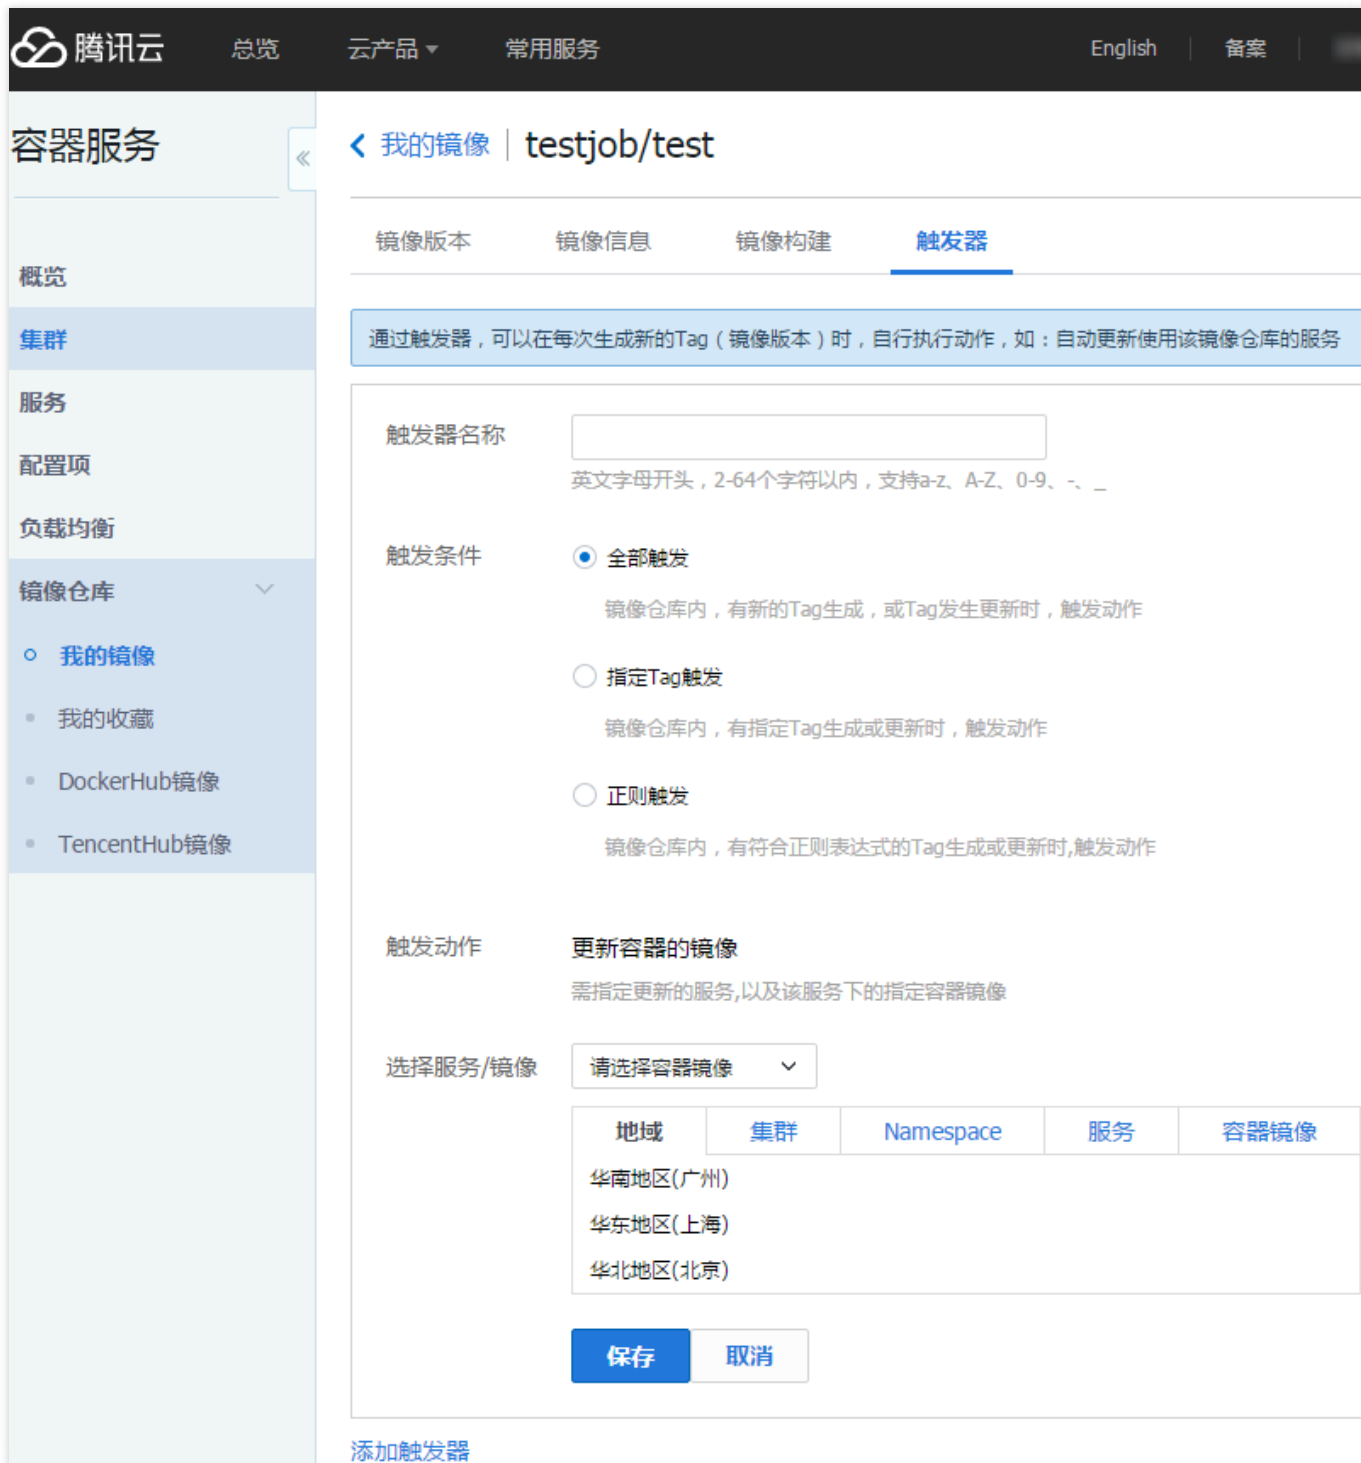 腾讯云 总览 云产品 常用服务 English 备案
容器服务
«
我的镜像 testjob/test
镜像版本 镜像信息 镜像构建 触发器
概览
集群
服务
配置项
负载均衡
镜像仓库
我的镜像
我的收藏
DockerHub镜像
TencentHub镜像
通过触发器，可以在每次生成新的Tag（镜像版本）时，自行执行动作，如：自动更新使用该镜像仓库的服务
触发器名称
英文字母开头，2-64个字符以内，支持a-z、A-Z、0-9、-、_
触发条件 全部触发
镜像仓库内，有新的Tag生成，或Tag发生更新时，触发动作
指定Tag触发
镜像仓库内，有指定Tag生成或更新时，触发动作
正则触发
镜像仓库内，有符合正则表达式的Tag生成或更新时,触发动作
触发动作 更新容器的镜像
需指定更新的服务,以及该服务下的指定容器镜像
选择服务/镜像 请选择容器镜像
地域 集群 Namespace 服务 容器镜像
华南地区(广州)
华东地区(上海)
华北地区(北京)
保存 取消
添加触发器